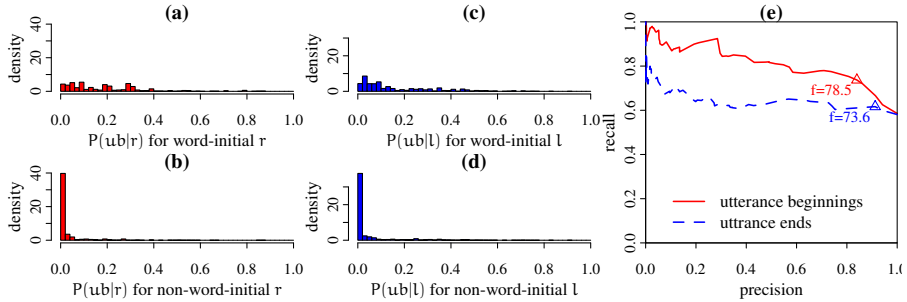 (a)
density
0 20 40
0.0 0.2 0.4 0.6 0.8 1.0
P(ub|r) for word-initial r
(b)
density
0 20 40
0.0 0.2 0.4 0.6 0.8 1.0
P(ub|r) for non-word-initial r
(c)
density
0 20
0.0 0.2 0.4 0.6 0.8 1.0
P(ub|l) for word-initial l
(d)
density
0 20
0.0 0.2 0.4 0.6 0.8 1.0
P(ub|l) for non-word-initial l
(e)
recall
0.0 0.2 0.4 0.6 0.8 1.0
f=78.5
f=73.6
utterance beginnings
uttrance ends
0.0 0.2 0.4 0.6 0.8 1.0
precision